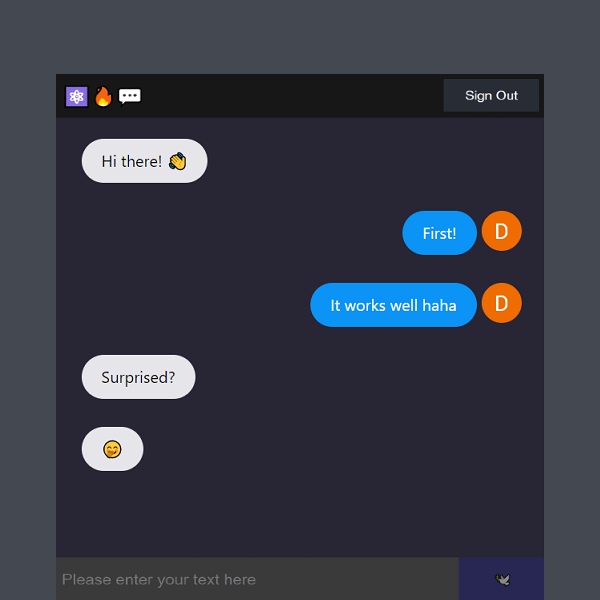 ⚛️🔥💬
Sign Out
Hi there! 👏
First!
D
It works well haha
D
Surprised?
😁
Please enter your text here
🕊️